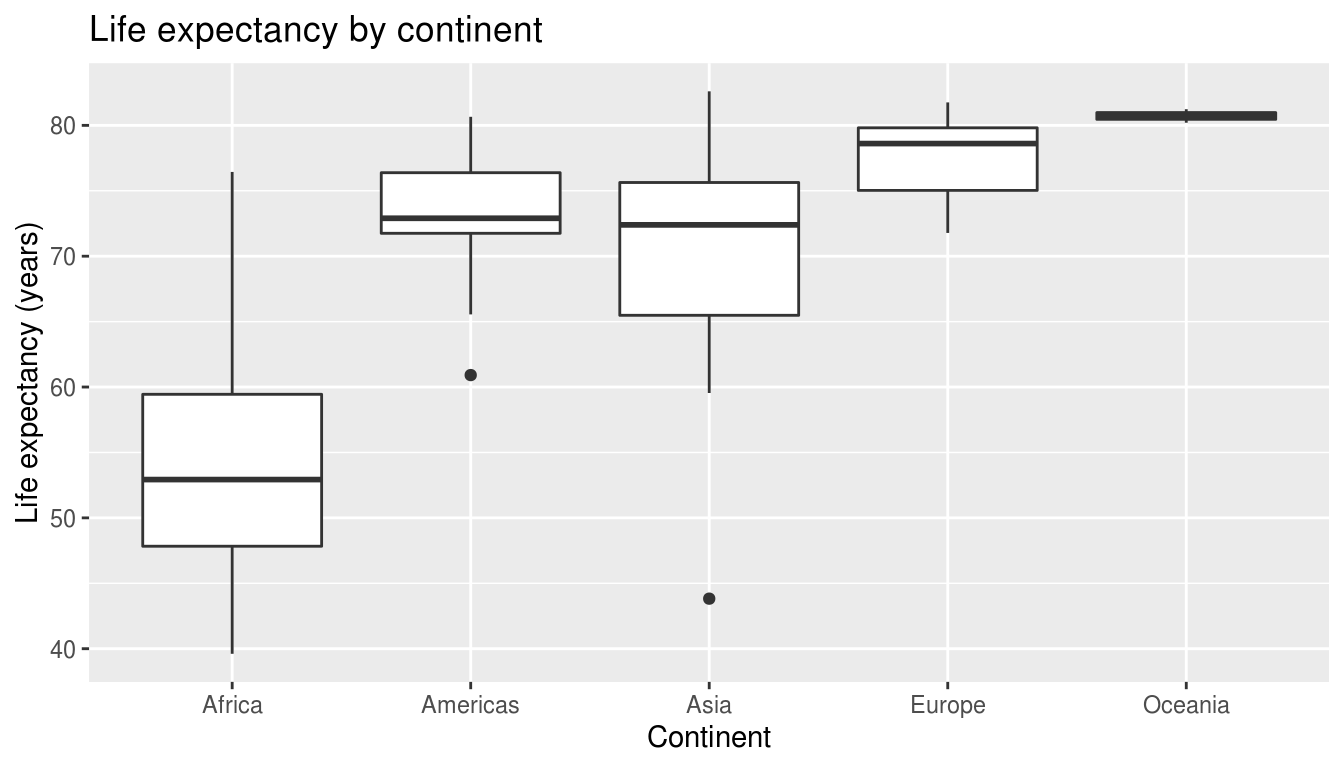 Life expectancy by continent
Life expectancy (years)
80
70
60
50
40
Africa Americas Asia Europe Oceania
Continent